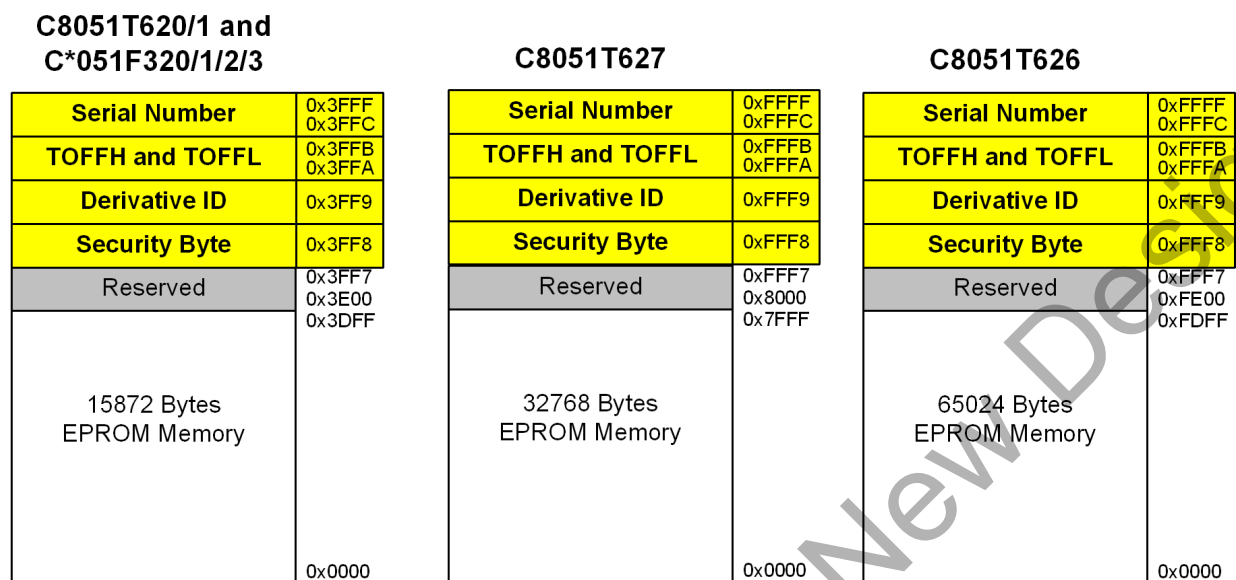 C8051T620/1 and
C*051F320/1/2/3
Serial Number
0x3FFF
0x3FFC
TOFFH and TOFFL
0x3FFB
0x3FFA
Derivative ID
0x3FF9
Security Byte
0x3FF8
Reserved
0x3FF7
0x3E00
0x3DFF
15872 Bytes
EPROM Memory
0x0000
C8051T627
Serial Number
0xFFFF
0xFFFC
TOFFH and TOFFL
0xFFFB
0xFFFA
Derivative ID
0xFFF9
Security Byte
0xFFF8
Reserved
0xFFF7
0x8000
0x7FFF
32768 Bytes
EPROM Memory
0x0000
C8051T626
Serial Number
0xFFFF
0xFFFC
TOFFH and TOFFL
0xFFFB
0xFFFA
Derivative ID
0xFFF9
Security Byte
0xFFF8
Reserved
0xFFF7
0xFE00
0xFDFF
65024 Bytes
EPROM Memory
0x0000
New Desig